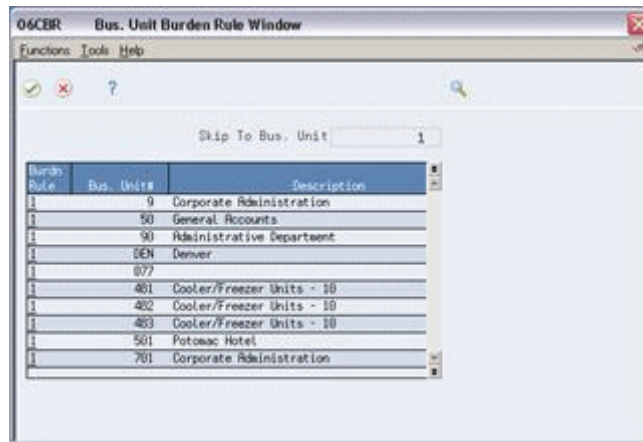 06CBR Bus. Unit Burden Rule Window
Functions Tools Help
?
Skip To Bus. Unit 1
Burdn
Rule Bus. Unit# Description
1 9 Corporate Administration
1 50 General Accounts
1 90 Administrative Department
1 DEN Denver
1 077
1 481 Cooler/Freezer Units - 10
1 482 Cooler/Freezer Units - 10
1 483 Cooler/Freezer Units - 10
1 501 Potomac Hotel
1 701 Corporate Administration